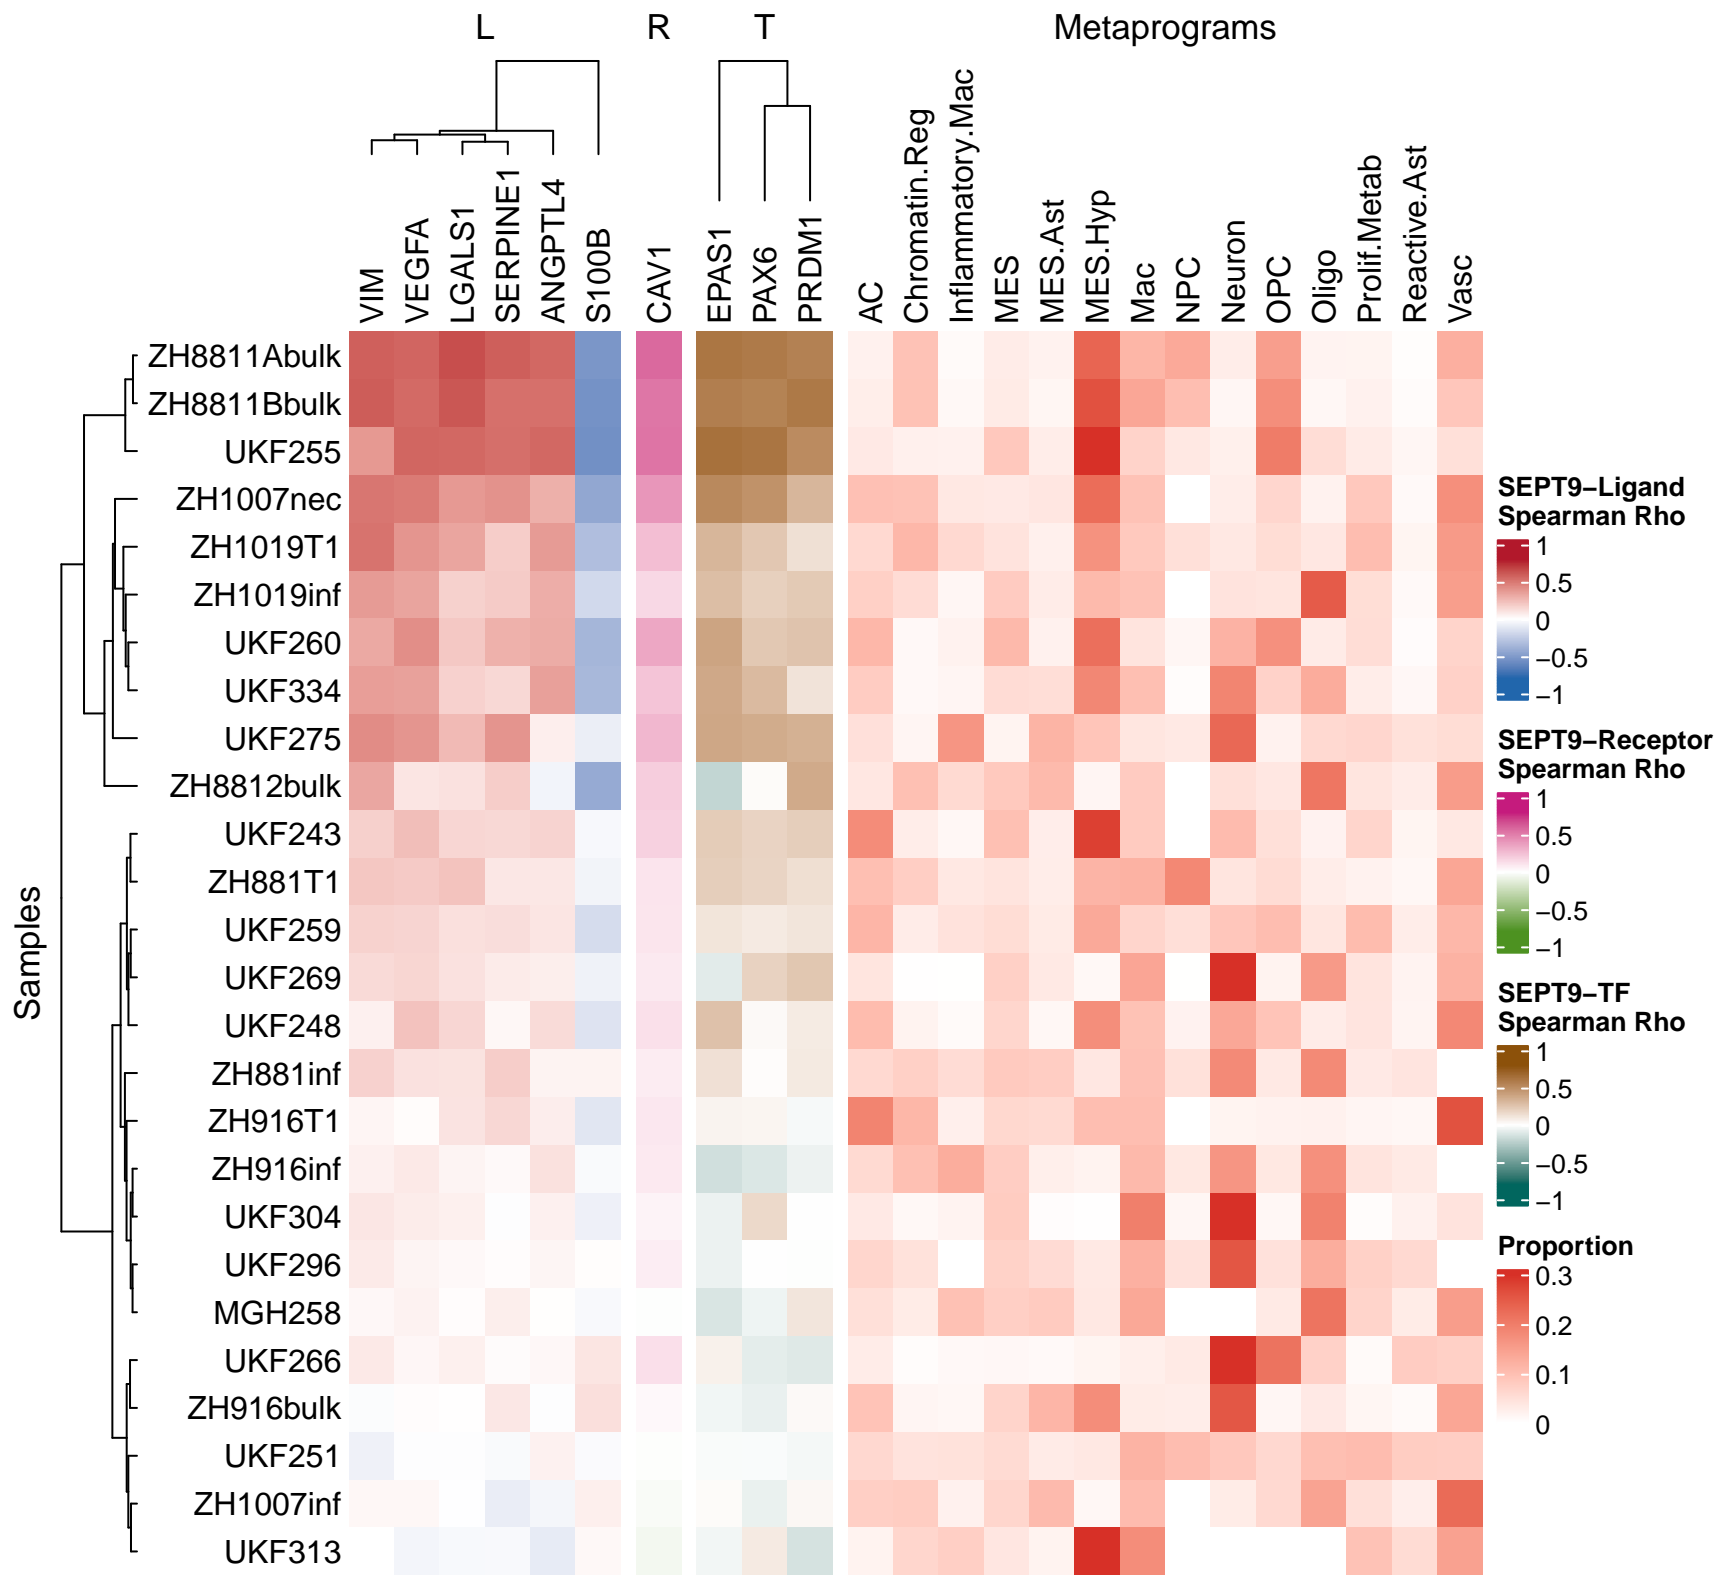 L R T Metaprograms
VIM VEGFA LGALS1 SERPINE1 ANGPTL4 S100B CAV1 EPAS1 PAX6 PRDM1 AC Chromatin.Reg Inflammatory.Mac MES MES.Ast MES.Hyp Mac NPC Neuron OPC Oligo Prolif.Metab Reactive.Ast Vasc
Samples
ZH8811Abulk
ZH8811Bbulk
UKF255
ZH1007nec
ZH1019T1
ZH1019inf
UKF260
UKF334
UKF275
ZH8812bulk
UKF243
ZH881T1
UKF259
UKF269
UKF248
ZH881inf
ZH916T1
ZH916inf
UKF304
UKF296
MGH258
UKF266
ZH916bulk
UKF251
ZH1007inf
UKF313
SEPT9−Ligand
Spearman Rho
1
0.5
0
−0.5
−1
SEPT9−Receptor
Spearman Rho
1
0.5
0
−0.5
−1
SEPT9−TF
Spearman Rho
1
0.5
0
−0.5
−1
Proportion
0.3
0.2
0.1
0